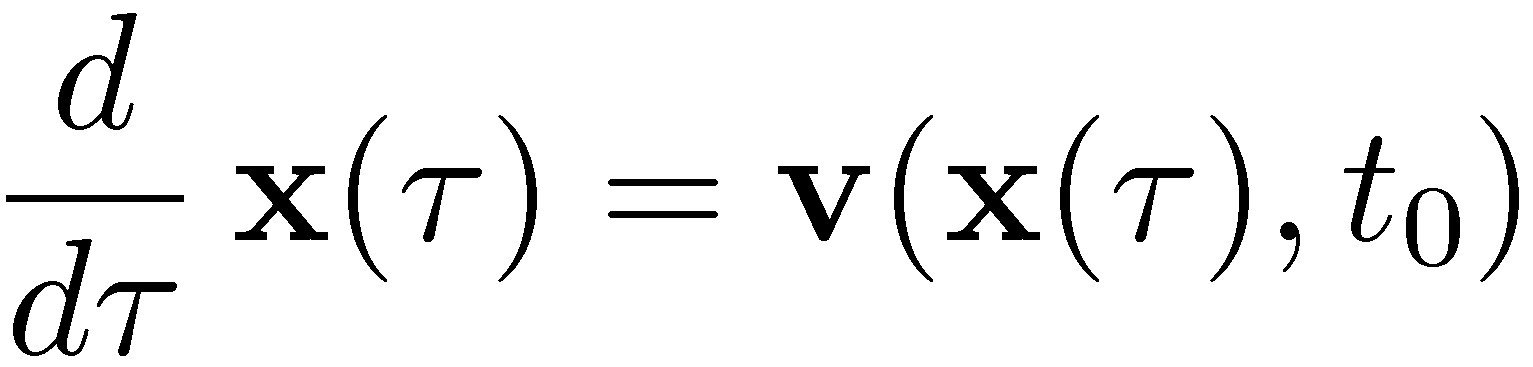 d/dτ 𝐱(τ) = 𝐯(𝐱(τ), t₀)